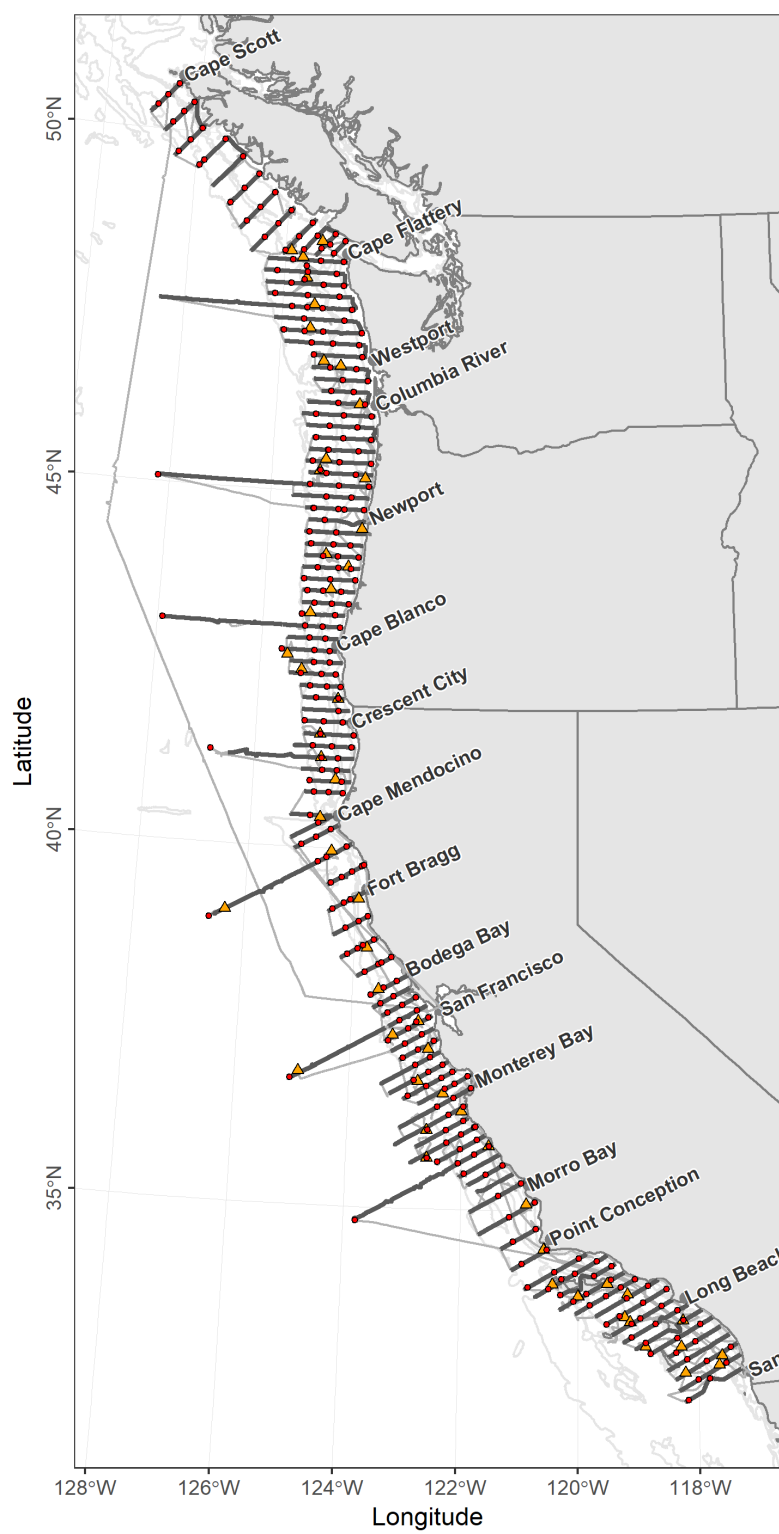 Cape Scott
50°N
Cape Flattery
Westport
Columbia River
45°N
Newport
Cape Blanco
Crescent City
Latitude
Cape Mendocino
40°N
Fort Bragg
Bodega Bay
San Francisco
Monterey Bay
Morro Bay
35°N
Point Conception
Long Beach
San
128°W 126°W 124°W 122°W 120°W 118°W
Longitude